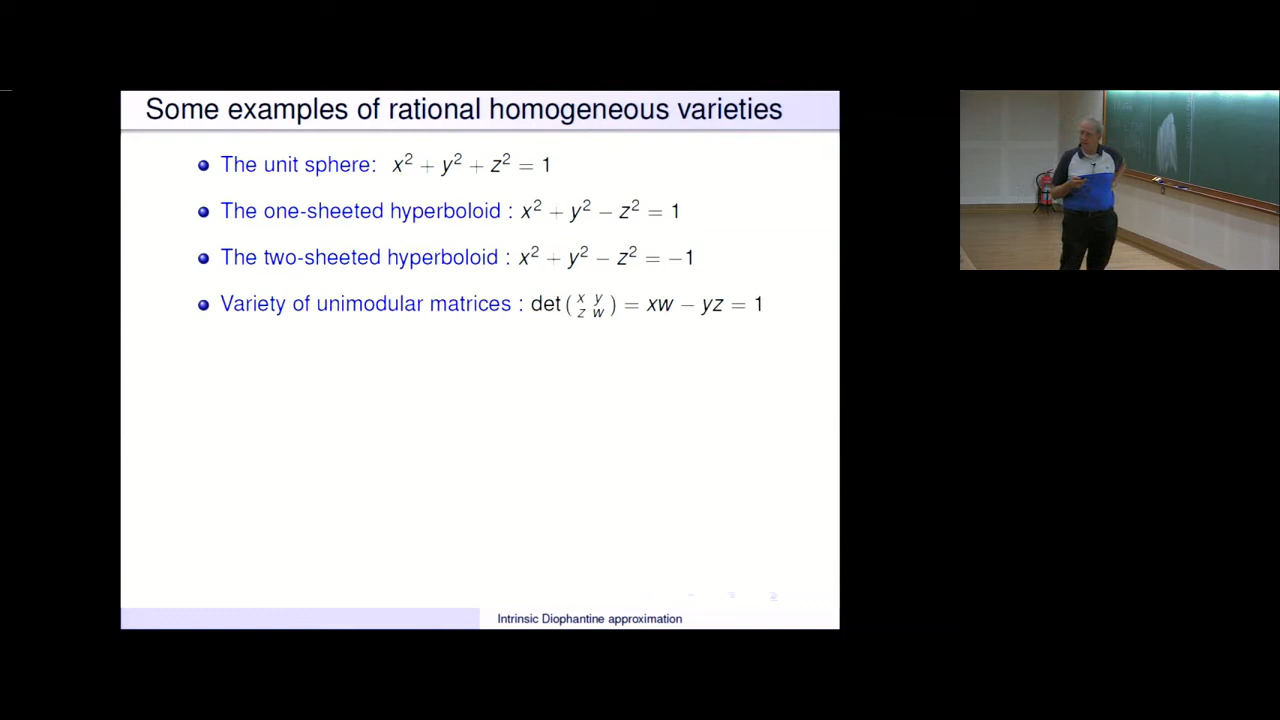 Some examples of rational homogeneous varieties
The unit sphere: x² + y² + z² = 1
The one-sheeted hyperboloid : x² + y² − z² = 1
The two-sheeted hyperboloid : x² + y² − z² = −1
Variety of unimodular matrices : det ( x y z w ) = xw − yz = 1
Intrinsic Diophantine approximation